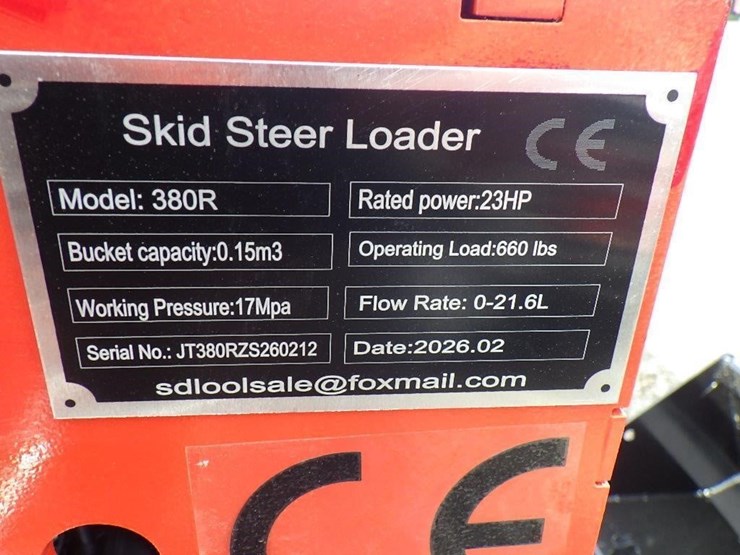 Skid Steer Loader CE
Model: 380R
Rated power:23HP
Bucket capacity:0.15m3
Operating Load:660 lbs
Working Pressure:17Mpa
Flow Rate: 0-21.6L
Serial No.: JT380RZS260212
Date:2026.02
sdloolsale@foxmail.com
CE